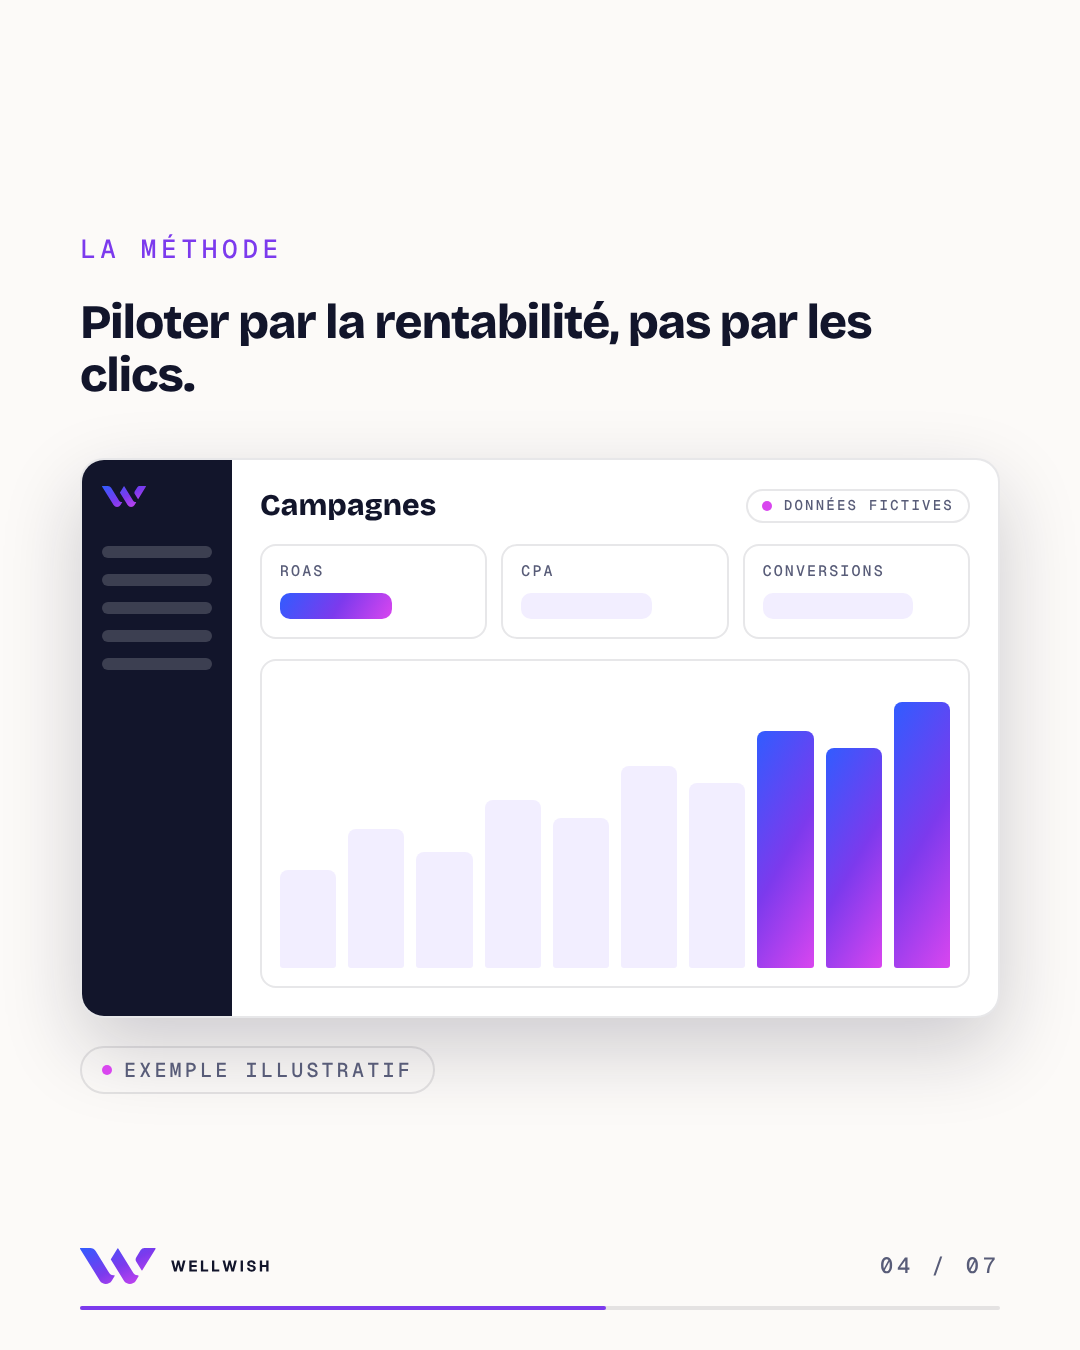 LA MÉTHODE
Piloter par la rentabilité, pas par les
clics.
Campagnes
DONNÉES FICTIVES
ROAS
CPA
CONVERSIONS
EXEMPLE ILLUSTRATIF
WELLWISH
04 / 07